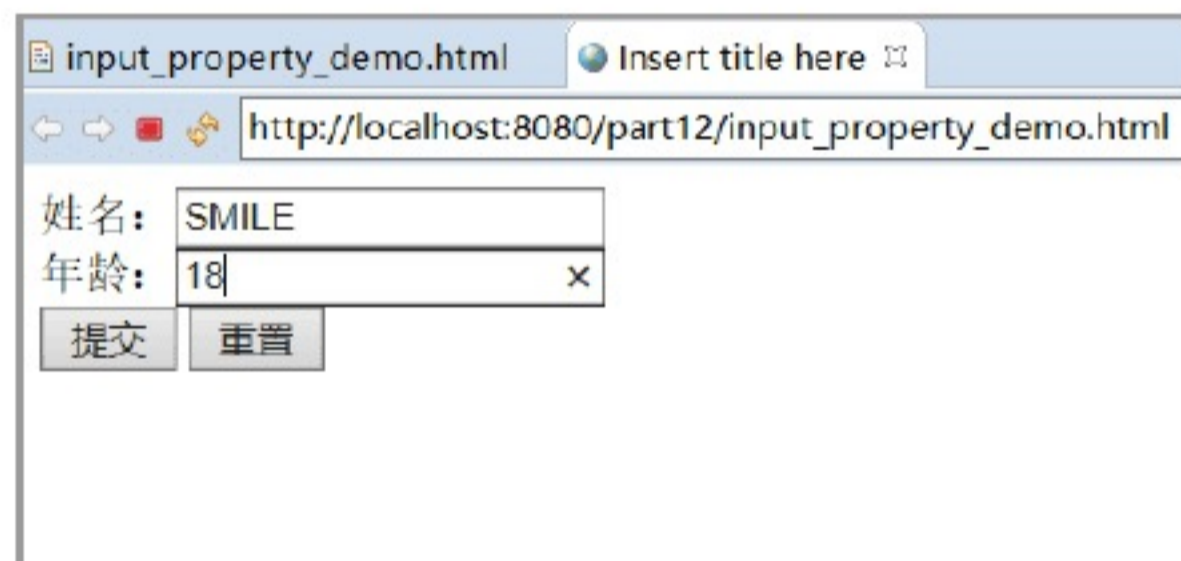 input_property_demo.html Insert title here
http://localhost:8080/part12/input_property_demo.html
姓名： SMILE
年龄： 18
提交 重置